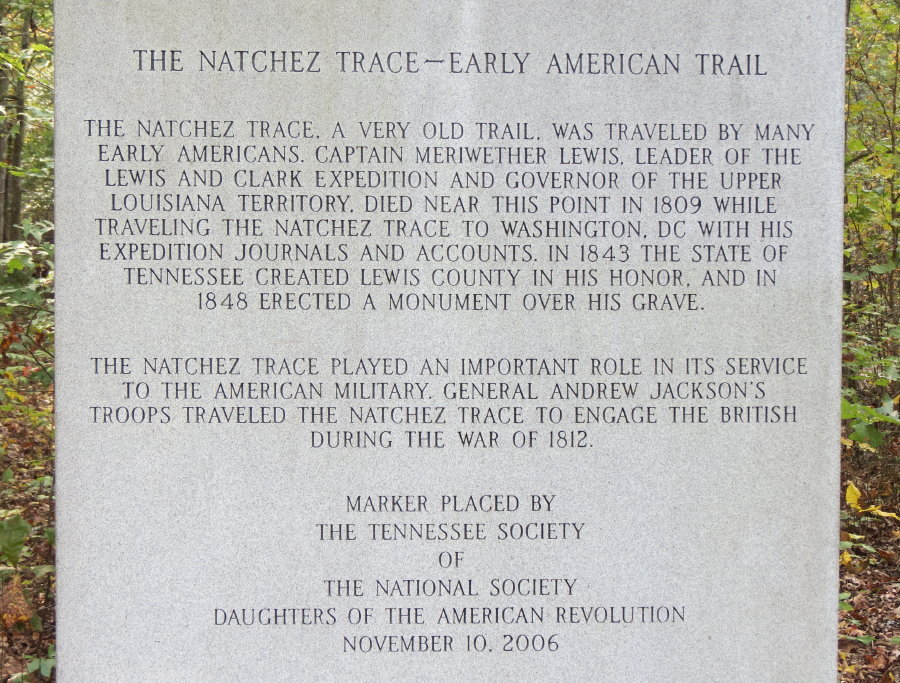 THE NATCHEZ TRACE—EARLY AMERICAN TRAIL
THE NATCHEZ TRACE, A VERY OLD TRAIL, WAS TRAVELED BY MANY
EARLY AMERICANS. CAPTAIN MERIWETHER LEWIS, LEADER OF THE
LEWIS AND CLARK EXPEDITION AND GOVERNOR OF THE UPPER
LOUISIANA TERRITORY, DIED NEAR THIS POINT IN 1809 WHILE
TRAVELING THE NATCHEZ TRACE TO WASHINGTON, DC WITH HIS
EXPEDITION JOURNALS AND ACCOUNTS. IN 1843 THE STATE OF
TENNESSEE CREATED LEWIS COUNTY IN HIS HONOR, AND IN
1848 ERECTED A MONUMENT OVER HIS GRAVE.
THE NATCHEZ TRACE PLAYED AN IMPORTANT ROLE IN ITS SERVICE
TO THE AMERICAN MILITARY. GENERAL ANDREW JACKSON'S
TROOPS TRAVELED THE NATCHEZ TRACE TO ENGAGE THE BRITISH
DURING THE WAR OF 1812.
MARKER PLACED BY
THE TENNESSEE SOCIETY
OF
THE NATIONAL SOCIETY
DAUGHTERS OF THE AMERICAN REVOLUTION
NOVEMBER 10, 2006